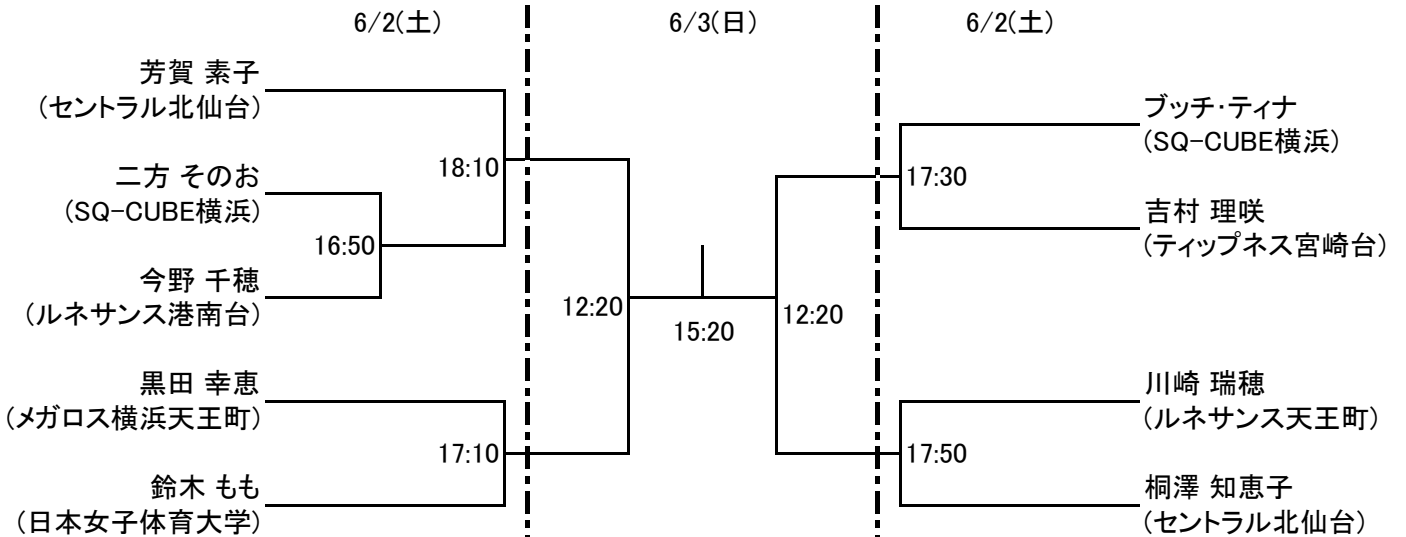 6/2(土)
6/3(日)
6/2(土)
芳賀 素子
(セントラル北仙台)
二方 そのお
(SQ-CUBE横浜)
今野 千穂
(ルネサンス港南台)
黒田 幸恵
(メガロス横浜天王町)
鈴木 もも
(日本女子体育大学)
18:10
16:50
17:10
12:20
15:20
12:20
17:30
17:50
ブッチ・ティナ
(SQ-CUBE横浜)
吉村 理咲
(ティップネス宮崎台)
川崎 瑞穂
(ルネサンス天王町)
桐澤 知恵子
(セントラル北仙台)